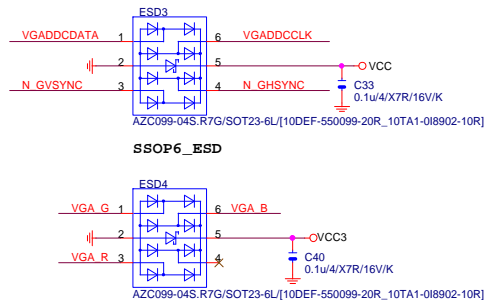 ESD3
VGADDCDATA 1 6 VGADDCCLK
2 5 VCC
N_GVSYNC 3 4 N_GHSYNC
C33
0.1u/4/X7R/16V/K
AZC099-04S.R7G/SOT23-6L/[10DEF-550099-20R_10TA1-0I8902-10R]
SSOP6_ESD
ESD4
VGA_G 1 6 VGA_B
2 5 VCC3
VGA_R 3 4
C40
0.1u/4/X7R/16V/K
AZC099-04S.R7G/SOT23-6L/[10DEF-550099-20R_10TA1-0I8902-10R]